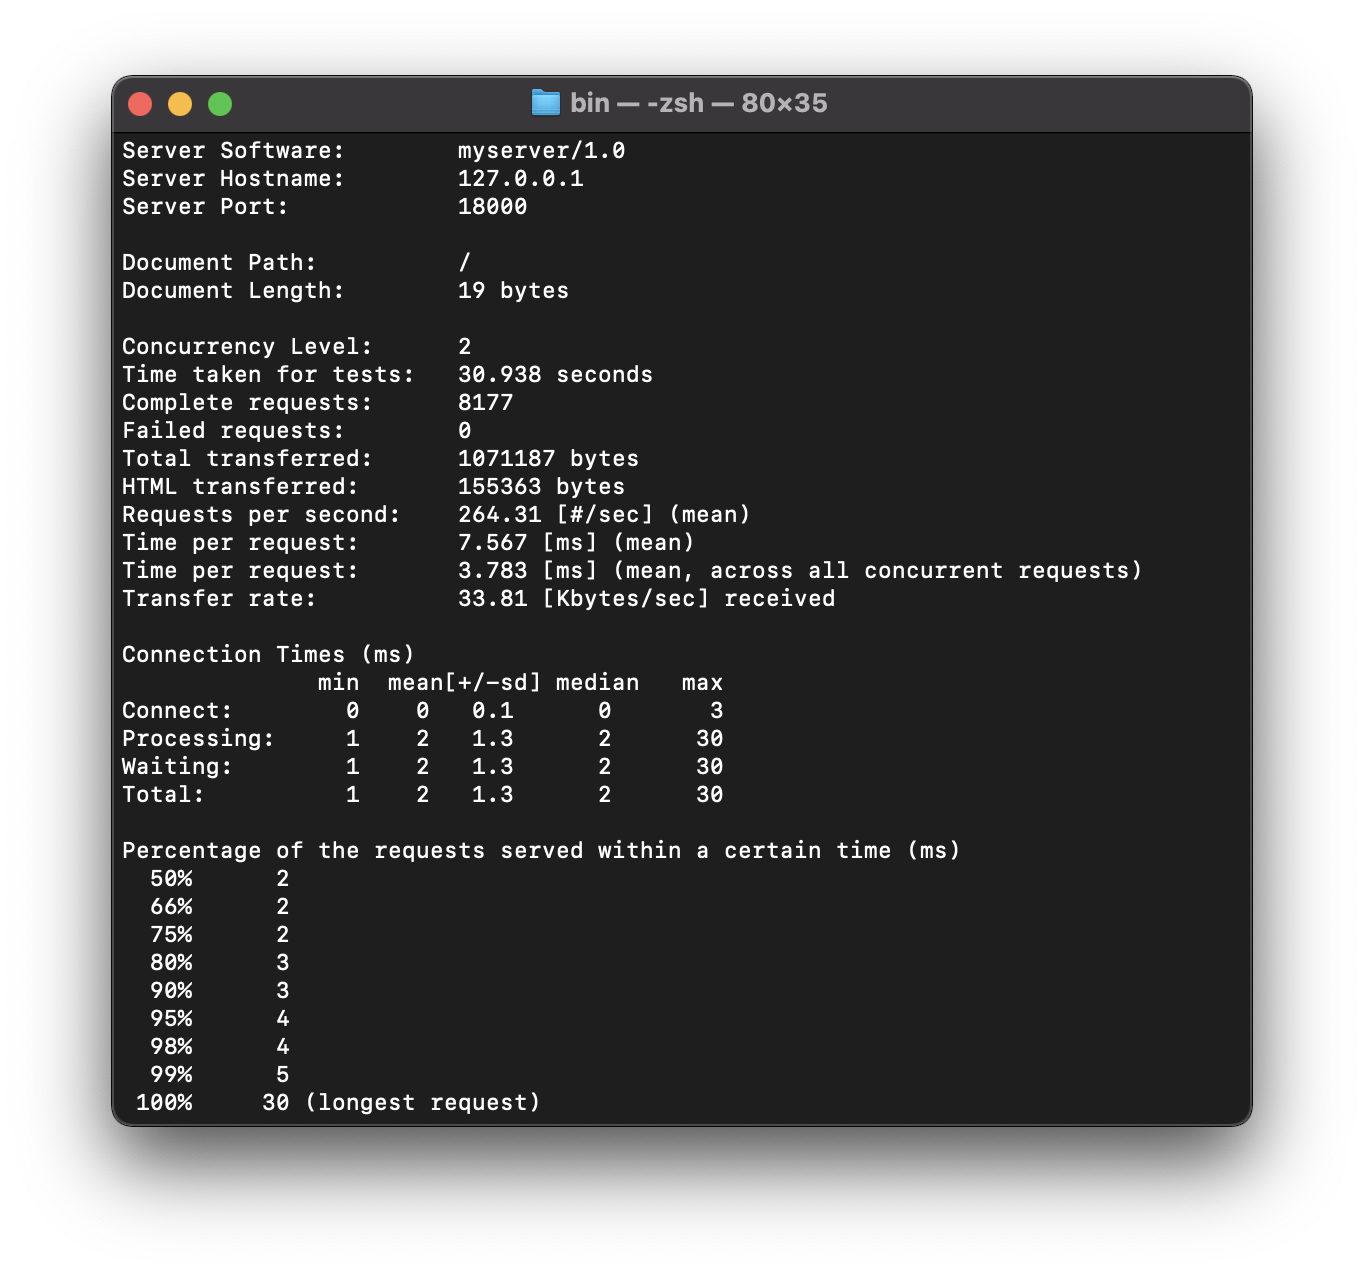 bin — -zsh — 80×35
Server Software:        myserver/1.0
Server Hostname:        127.0.0.1
Server Port:            18000

Document Path:          /
Document Length:        19 bytes

Concurrency Level:      2
Time taken for tests:   30.938 seconds
Complete requests:      8177
Failed requests:        0
Total transferred:      1071187 bytes
HTML transferred:       155363 bytes
Requests per second:    264.31 [#/sec] (mean)
Time per request:       7.567 [ms] (mean)
Time per request:       3.783 [ms] (mean, across all concurrent requests)
Transfer rate:          33.81 [Kbytes/sec] received

Connection Times (ms)
              min  mean[+/-sd] median   max
Connect:        0    0   0.1      0       3
Processing:     1    2   1.3      2      30
Waiting:        1    2   1.3      2      30
Total:          1    2   1.3      2      30

Percentage of the requests served within a certain time (ms)
  50%      2
  66%      2
  75%      2
  80%      3
  90%      3
  95%      4
  98%      4
  99%      5
 100%     30 (longest request)